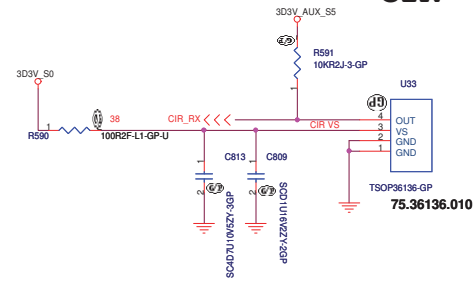 3D3V_AUX_S5
R591
10KR2J-3-GP
3D3V_S0
U33
1
38
CIR_RX
CIR VS
4
OUT
3
VS
2
GND
1
GND
R590
1
100R2F-L1-GP-U
TSOP36136-GP
75.36136.010
1
C813
2
SC4D7U10V5ZY-3GP
1
C809
2
SCD1U16V2ZY-2GP
1